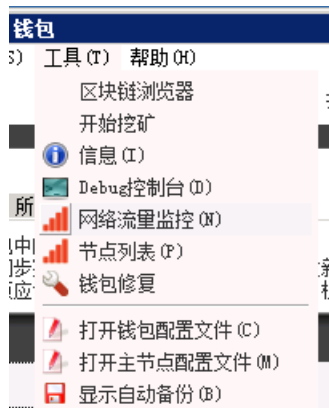 钱包
S) 工具(T) 帮助(H)
区块链浏览器
开始挖矿
信息(I)
Debug控制台(D)
所
网络流量监控(N)
节点列表(P)
钱包修复
打开钱包配置文件(C)
打开主节点配置文件(M)
显示自动备份(B)